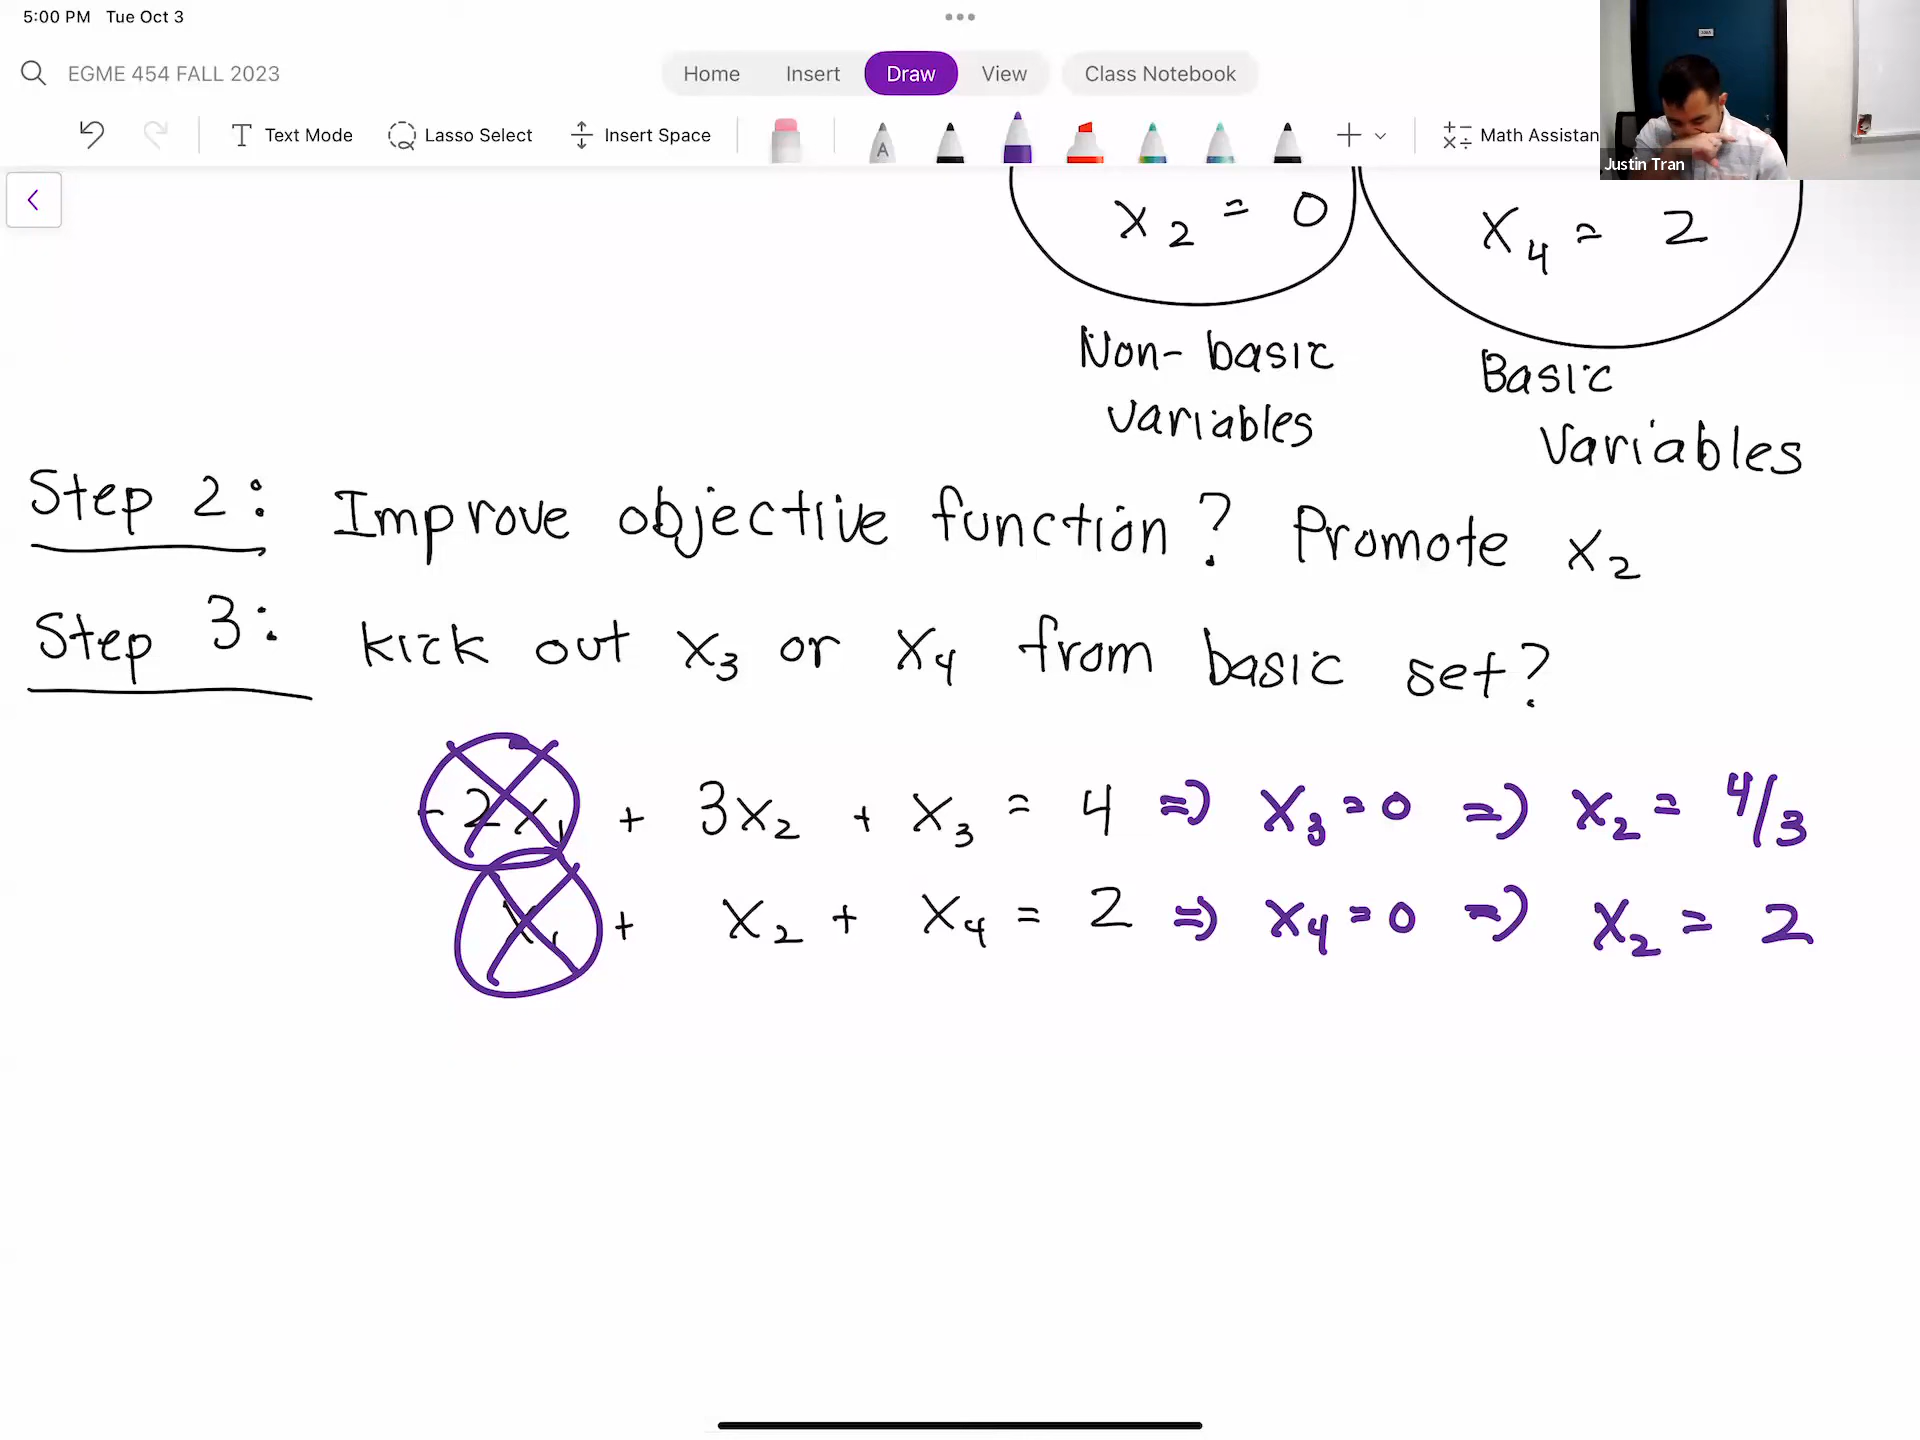 5:00 PM Tue Oct 3
EGME 454 FALL 2023
Home Insert Draw View Class Notebook
Text Mode Lasso Select Insert Space A Math Assistan
Justin Tran
x₂ = 0
x₄ = 2
Non-basic variables
Basic Variables
Step 2: Improve objective function? Promote x₂
Step 3: kick out x₃ or x₄ from basic set?
-2x₁ + 3x₂ + x₃ = 4 => x₃ = 0 => x₂ = 4/3
x₁ + x₂ + x₄ = 2 => x₄ = 0 => x₂ = 2